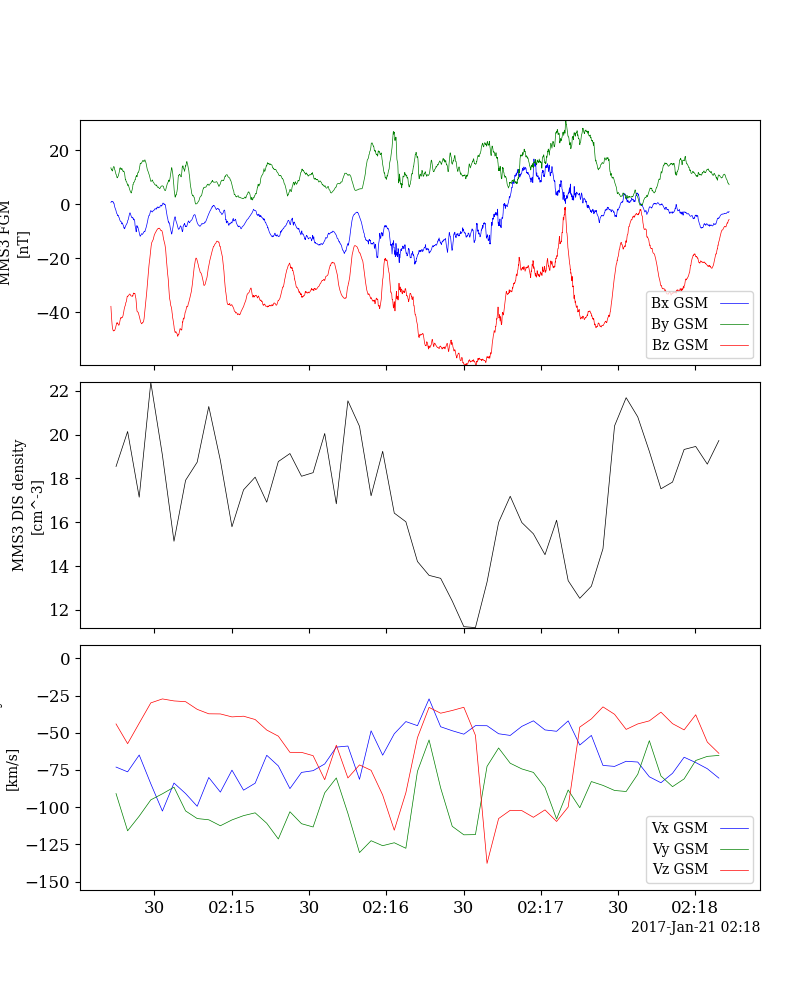 MMS3 FGM
[nT]
20
0
−20
−40
Bx GSM
By GSM
Bz GSM
MMS3 DIS density
[cm^-3]
22
20
18
16
14
12
[km/s]
0
−25
−50
−75
−100
−125
−150
Vx GSM
Vy GSM
Vz GSM
30 02:15 30 02:16 30 02:17 30 02:18
2017-Jan-21 02:18